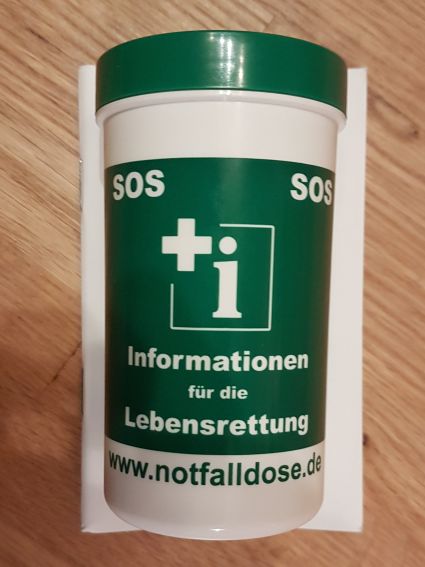 SOS SOS
i
Informationen
für die
Lebensrettung
www.notfalldose.de